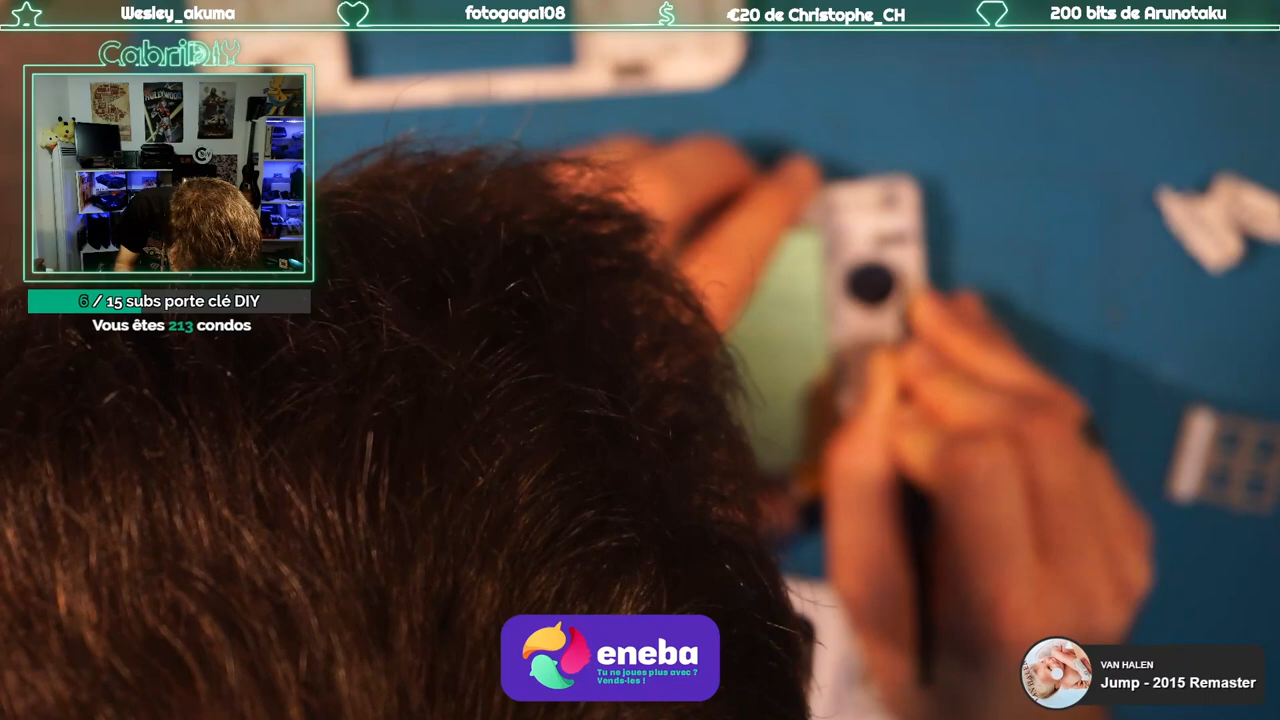 Wesley_akuma
fotogaga108
€20 de Christophe_CH
200 bits de Arunotaku
CabriDIY
HOLLYWOOD
6 / 15 subs porte clé DIY
Vous êtes 213 condos
eneba
Tu ne joues plus avec ?
Vends-les !
VAN HALEN
Jump - 2015 Remaster